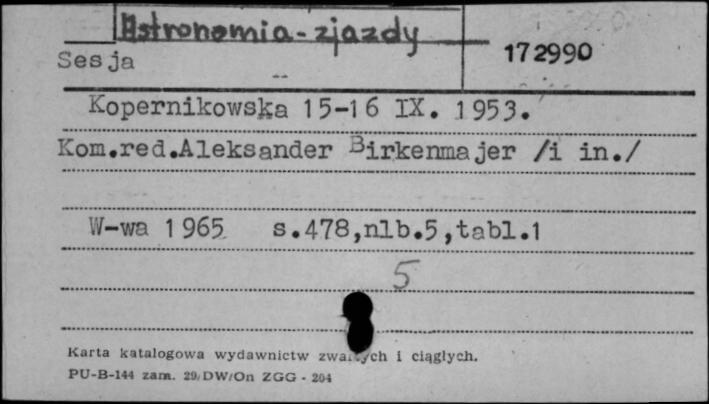 Astronomia - zjazdy
172990
Sesja
Kopernikowska 15-16 IX. 1953.
Kom.red.Aleksander Birkenmajer /i in./
W-wa 1965 s.478,nlb.5,tabl.1
5
Karta katalogowa wydawnictw i ciągłych.
PU-B-144 zam. 29/DW/On ZGG - 204